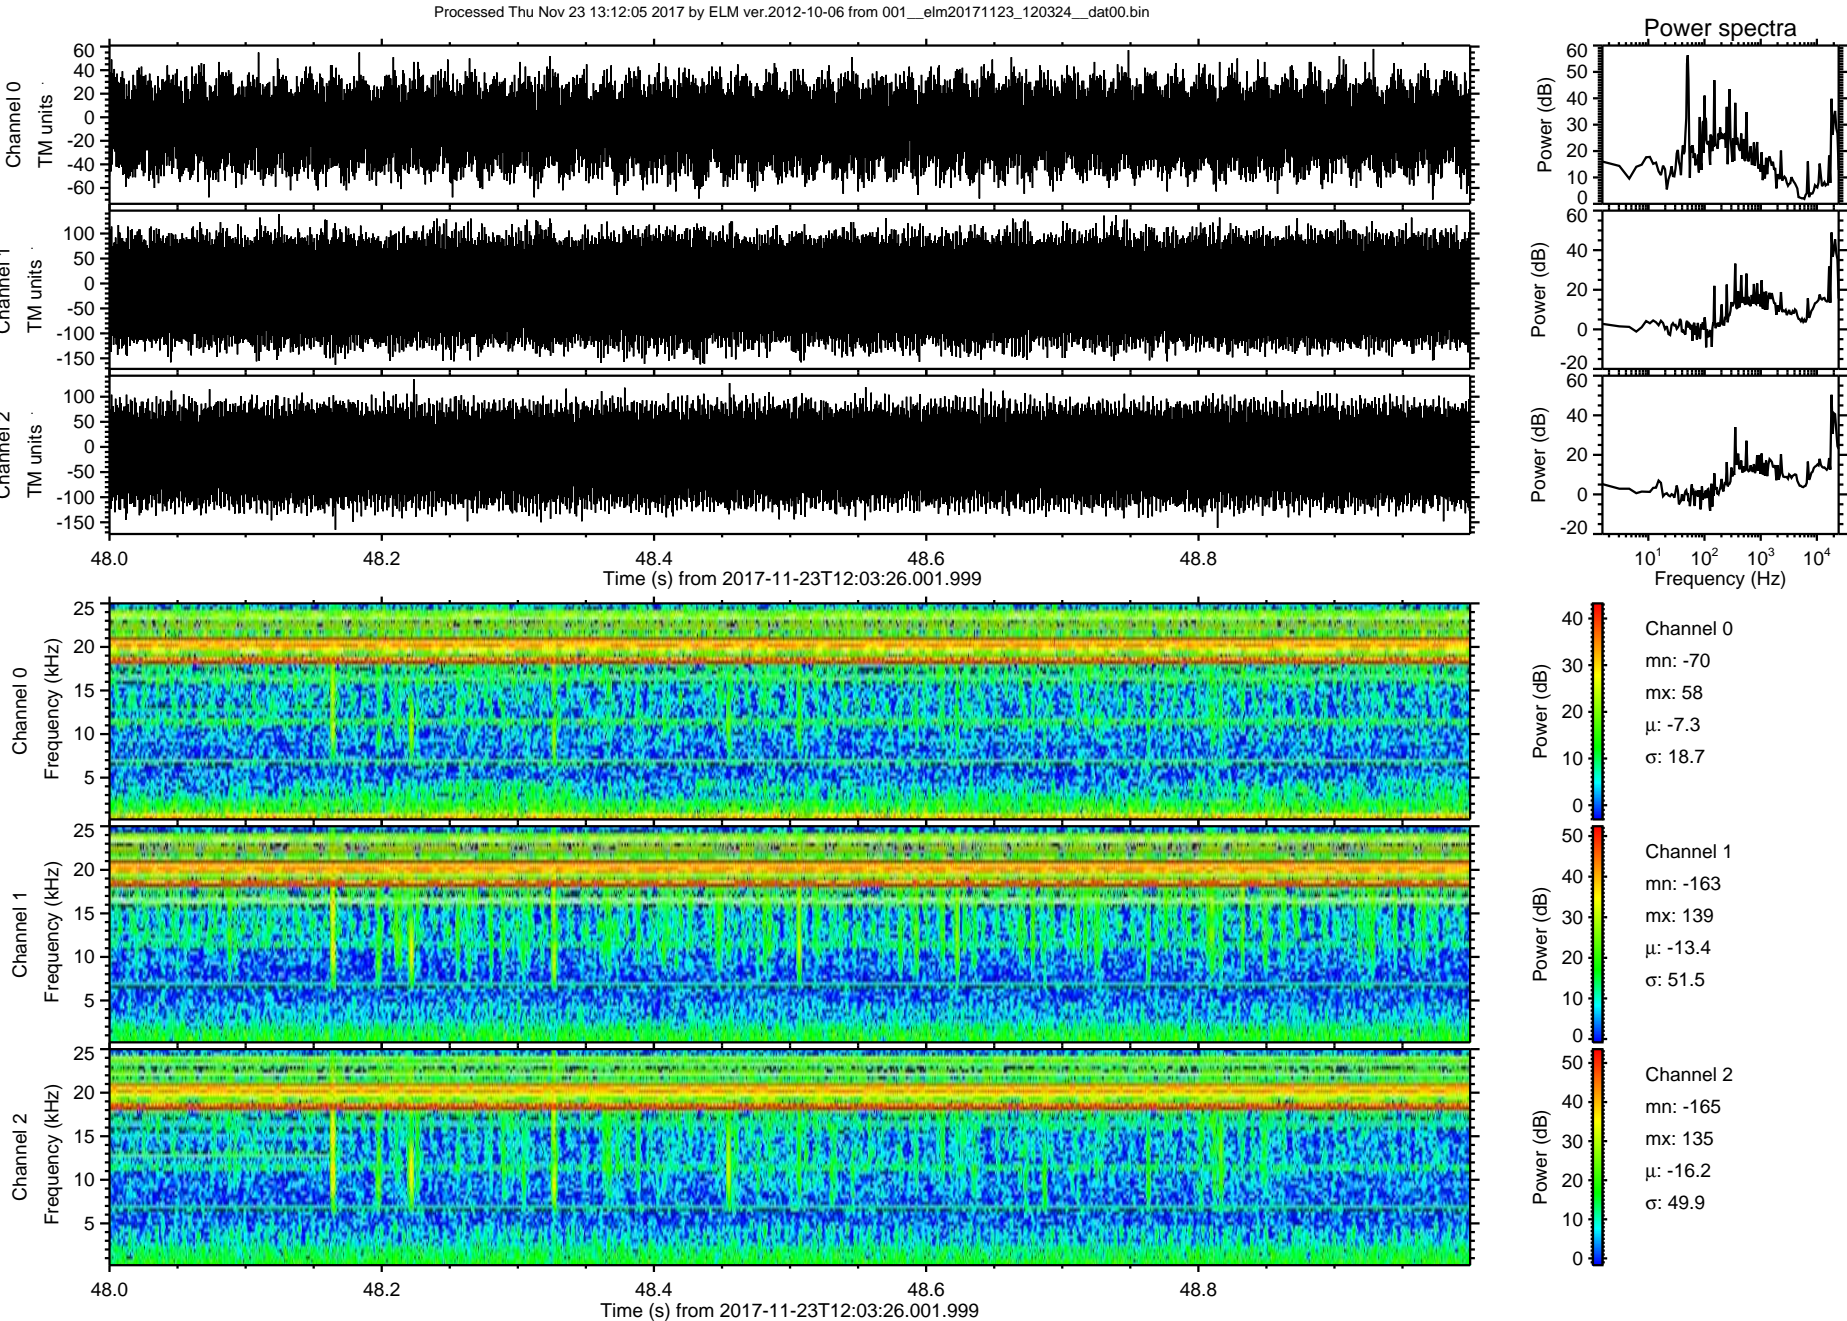 Processed Thu Nov 23 13:12:05 2017 by ELM ver.2012-10-06 from 001__elm20171123_120324__dat00.bin
Power spectra
Channel 0
TM units
60
40
20
0
-20
-40
-60
Power (dB)
60
50
40
30
20
10
0
Channel 1
TM units
100
50
0
-50
-100
-150
Power (dB)
60
40
20
0
-20
Channel 2
TM units
100
50
0
-50
-100
-150
Power (dB)
60
40
20
0
-20
48.0 48.2 48.4 48.6 48.8
Time (s) from 2017-11-23T12:03:26.001.999
10¹ 10² 10³ 10⁴
Frequency (Hz)
Channel 0
Frequency (kHz)
25
20
15
10
5
Power (dB)
40
30
20
10
0
Channel 0
mn: -70
mx: 58
μ: -7.3
σ: 18.7
Channel 1
Frequency (kHz)
25
20
15
10
5
Power (dB)
50
40
30
20
10
0
Channel 1
mn: -163
mx: 139
μ: -13.4
σ: 51.5
Channel 2
Frequency (kHz)
25
20
15
10
5
Power (dB)
50
40
30
20
10
0
Channel 2
mn: -165
mx: 135
μ: -16.2
σ: 49.9
48.0 48.2 48.4 48.6 48.8
Time (s) from 2017-11-23T12:03:26.001.999